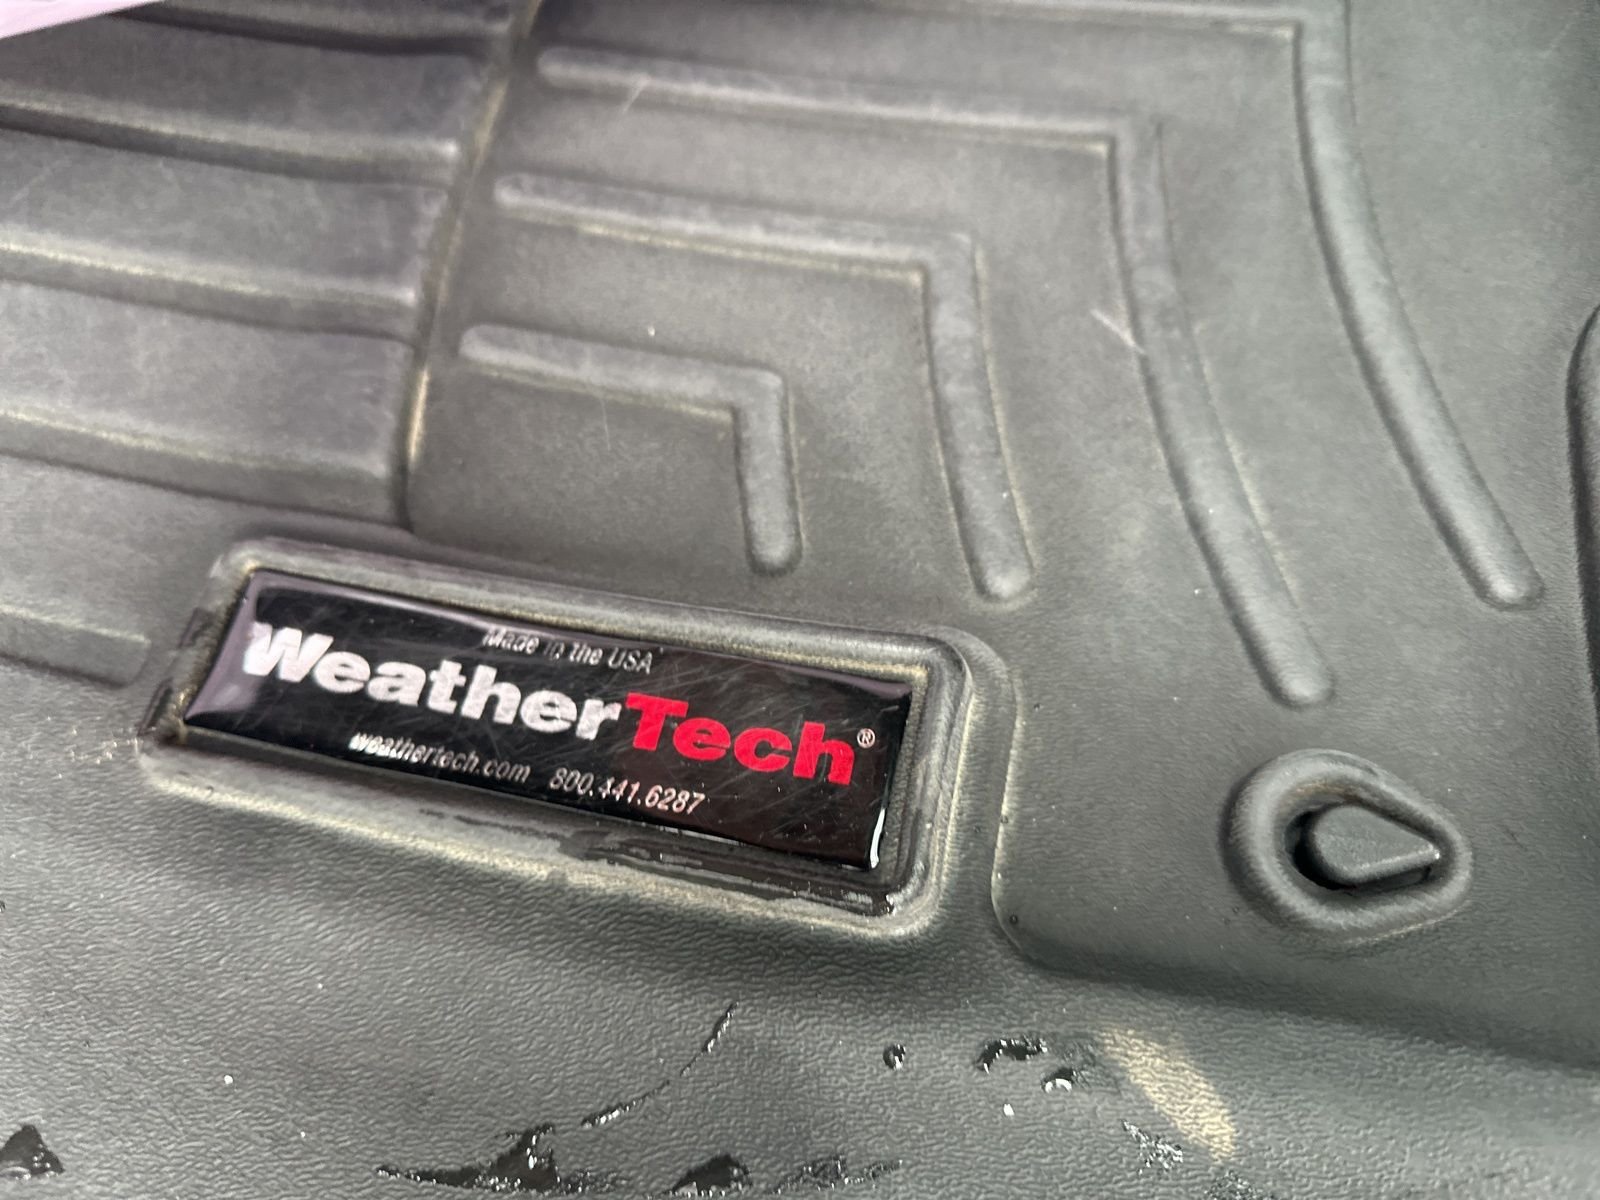 Made in the USA
WeatherTech®
weathertech.com 800.441.6287